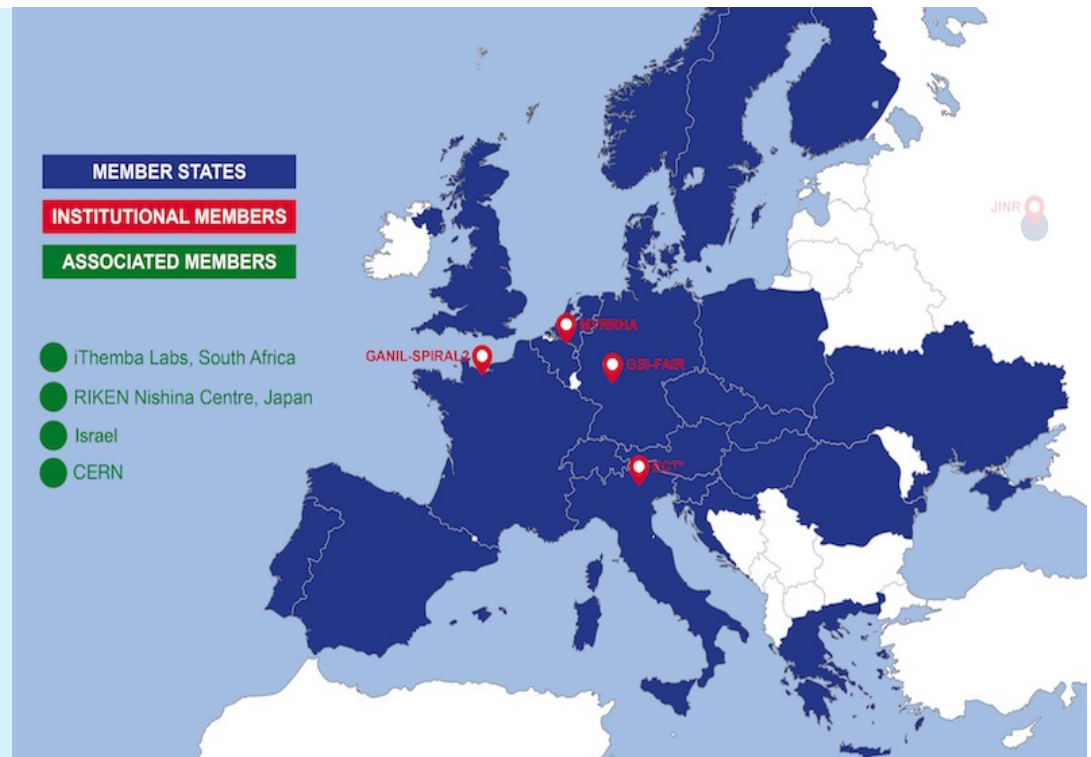 MEMBER STATES
INSTITUTIONAL MEMBERS
ASSOCIATED MEMBERS
JINR
MYRRHA
GANIL-SPIRAL2
GSI-FAIR
ECT*
iThemba Labs, South Africa
RIKEN Nishina Centre, Japan
Israel
CERN